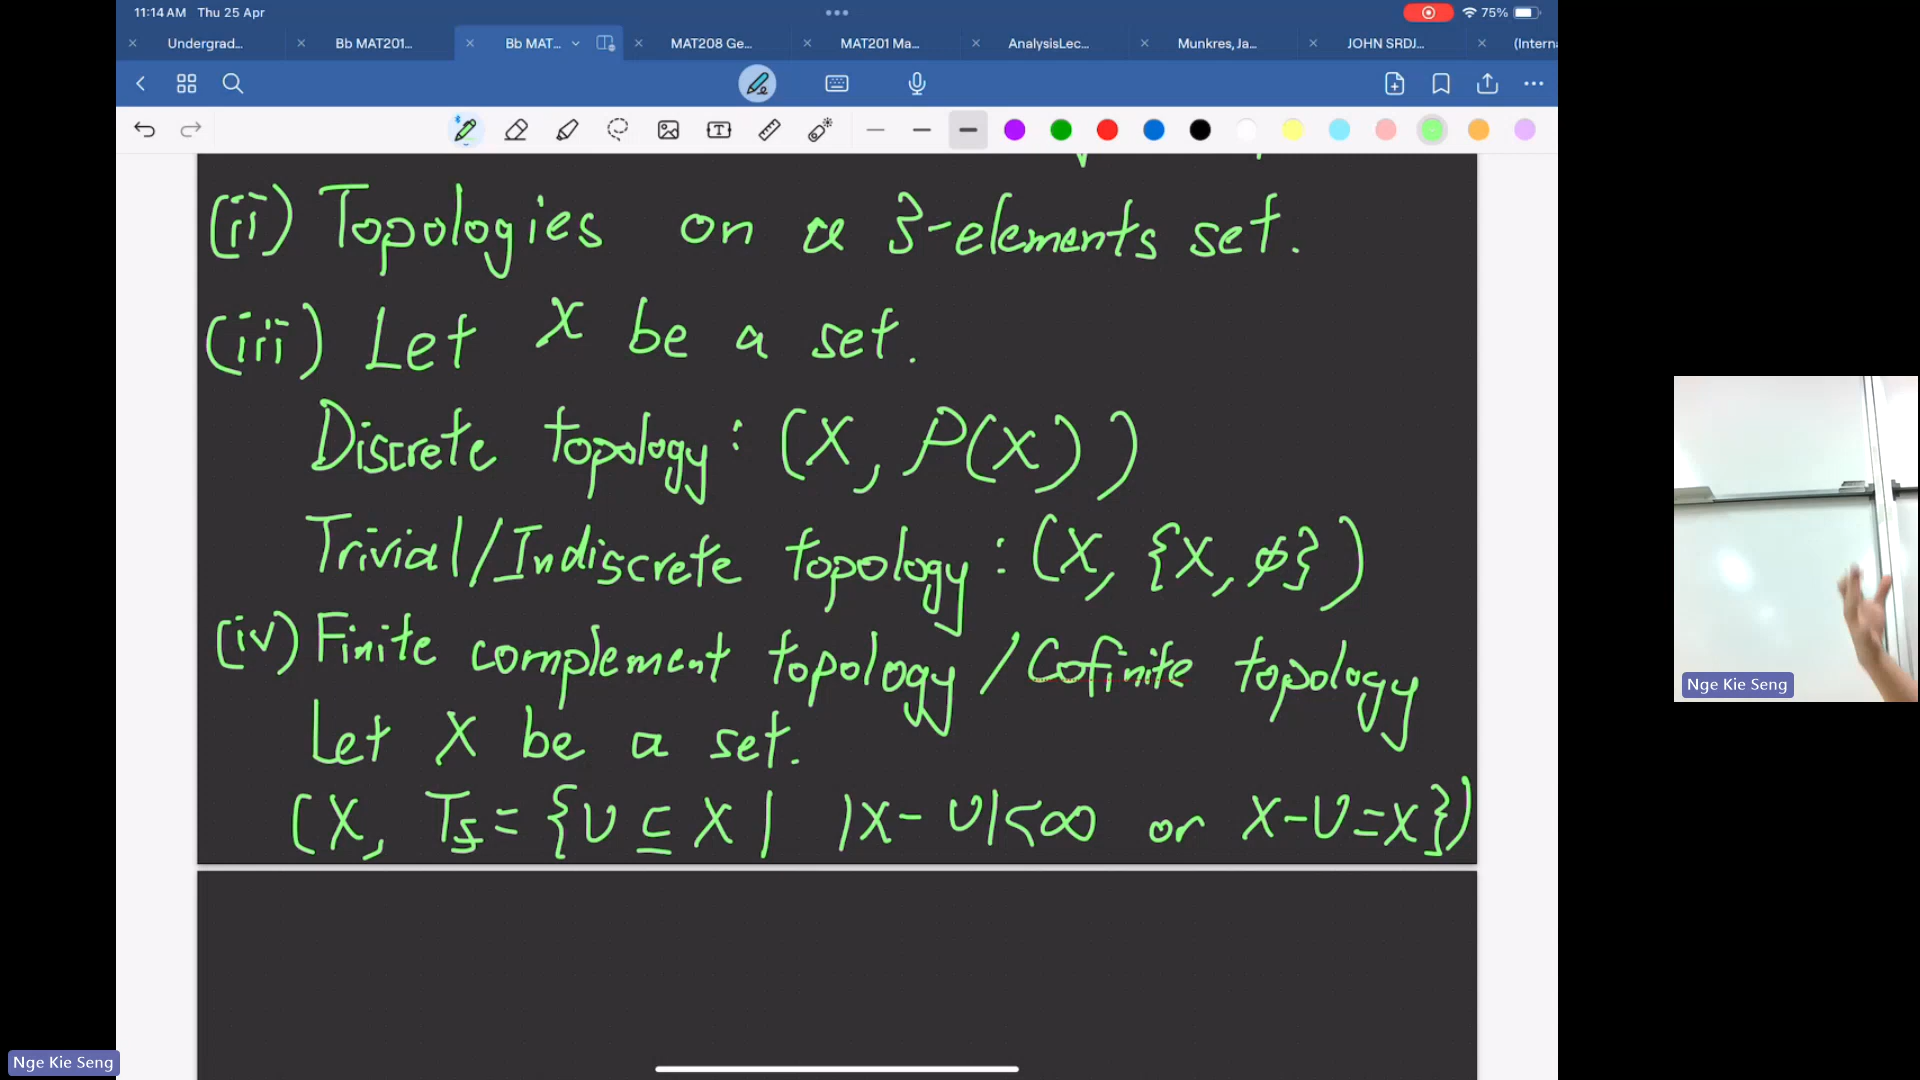 11:14 AM Thu 25 Apr
75%
Undergrad...
Bb MAT201...
Bb MAT...
MAT208 Ge...
MAT201 Ma...
AnalysisLec...
Munkres, Ja...
JOHN SRDJ...
(Intern
(ii) Topologies on a 3-elements set.
(iii) Let X be a set.
Discrete topology: (X, P(X))
Trivial/Indiscrete topology: (X, {X, ∅})
(iv) Finite complement topology / Cofinite topology
Let X be a set.
(X, T_f = {U ⊆ X | |X - U| < ∞ or X - U = X})
Nge Kie Seng
Nge Kie Seng